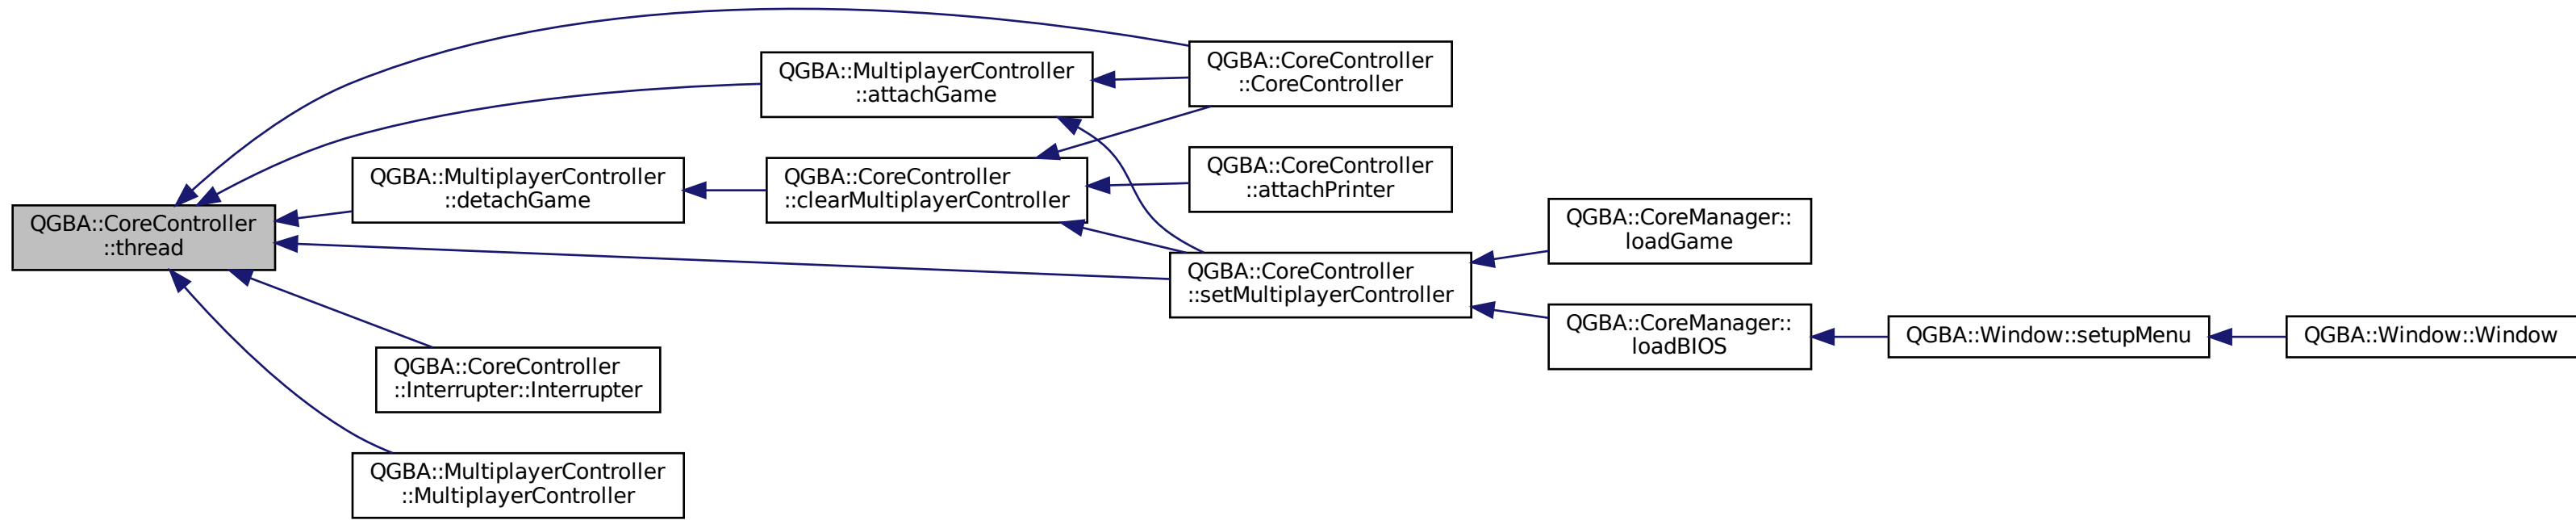 QGBA::CoreController
::thread
QGBA::MultiplayerController
::attachGame
QGBA::CoreController
::CoreController
QGBA::MultiplayerController
::detachGame
QGBA::CoreController
::clearMultiplayerController
QGBA::CoreController
::attachPrinter
QGBA::CoreController
::setMultiplayerController
QGBA::CoreManager::
loadGame
QGBA::CoreManager::
loadBIOS
QGBA::Window::setupMenu
QGBA::Window::Window
QGBA::CoreController
::Interrupter::Interrupter
QGBA::MultiplayerController
::MultiplayerController